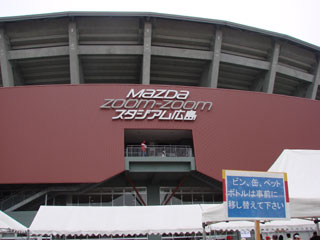 MAZDA
ZOOM-ZOOM
スタジアム広島
ビン、缶、ペット
ボトルは事前に
移し替えて下さい